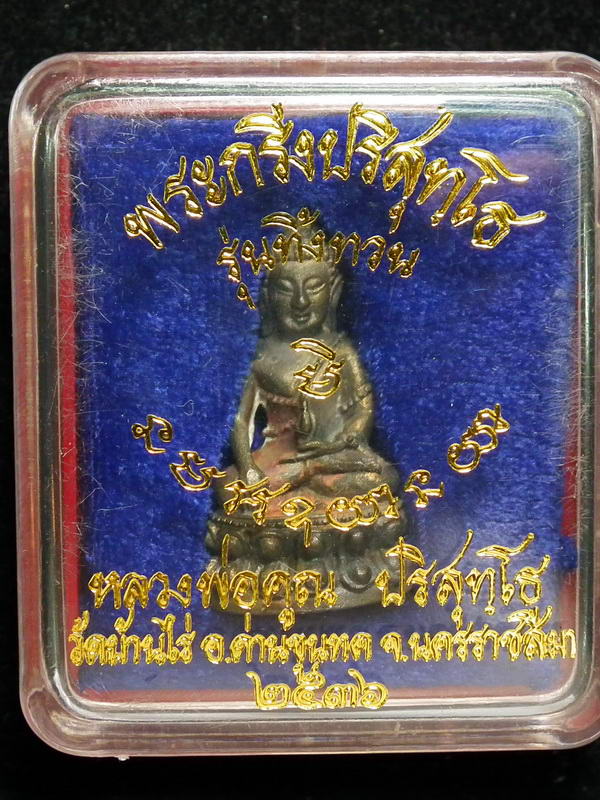 พระกริ่งปริสุทโธ
รุ่นทิ้งทวน
หลวงพ่อคูณ ปริสุทฺโธ
วัดบ้านไร่ อ.ด่านขุนทด จ.นครราชสีมา
๒๕๓๖